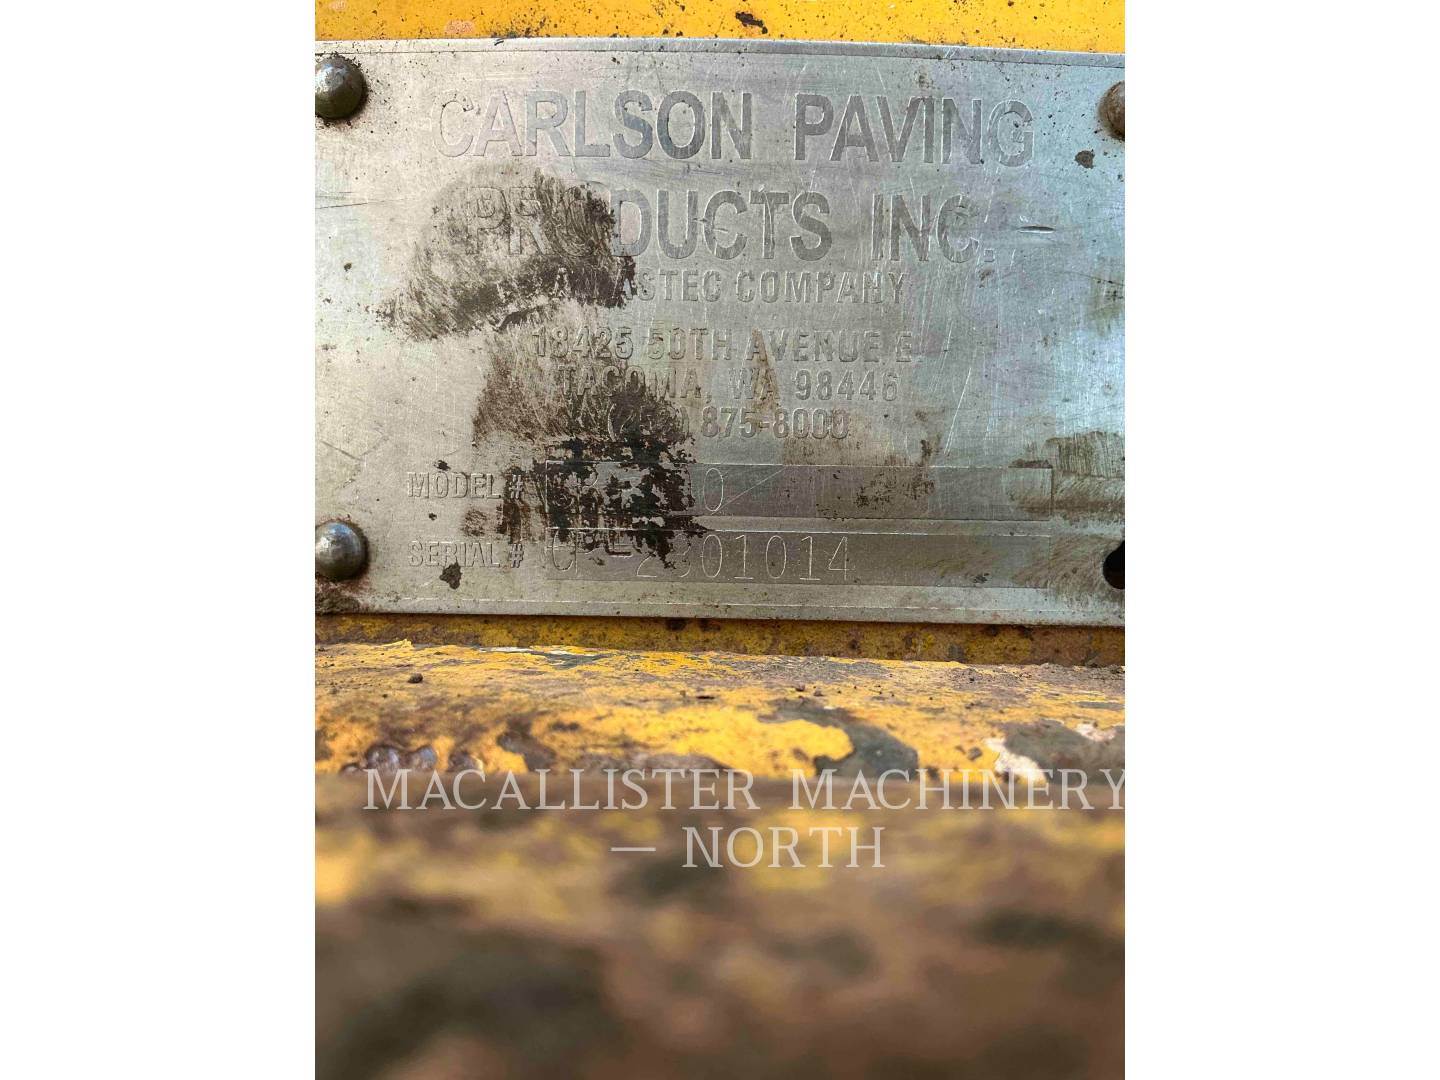 CARLSON PAVING
PRODUCTS INC.
AN ASTEC COMPANY
18425 50TH AVENUE E.
TACOMA, WA 98446
875-8000
MODEL #
SERIAL #
MACALLISTER MACHINERY
— NORTH